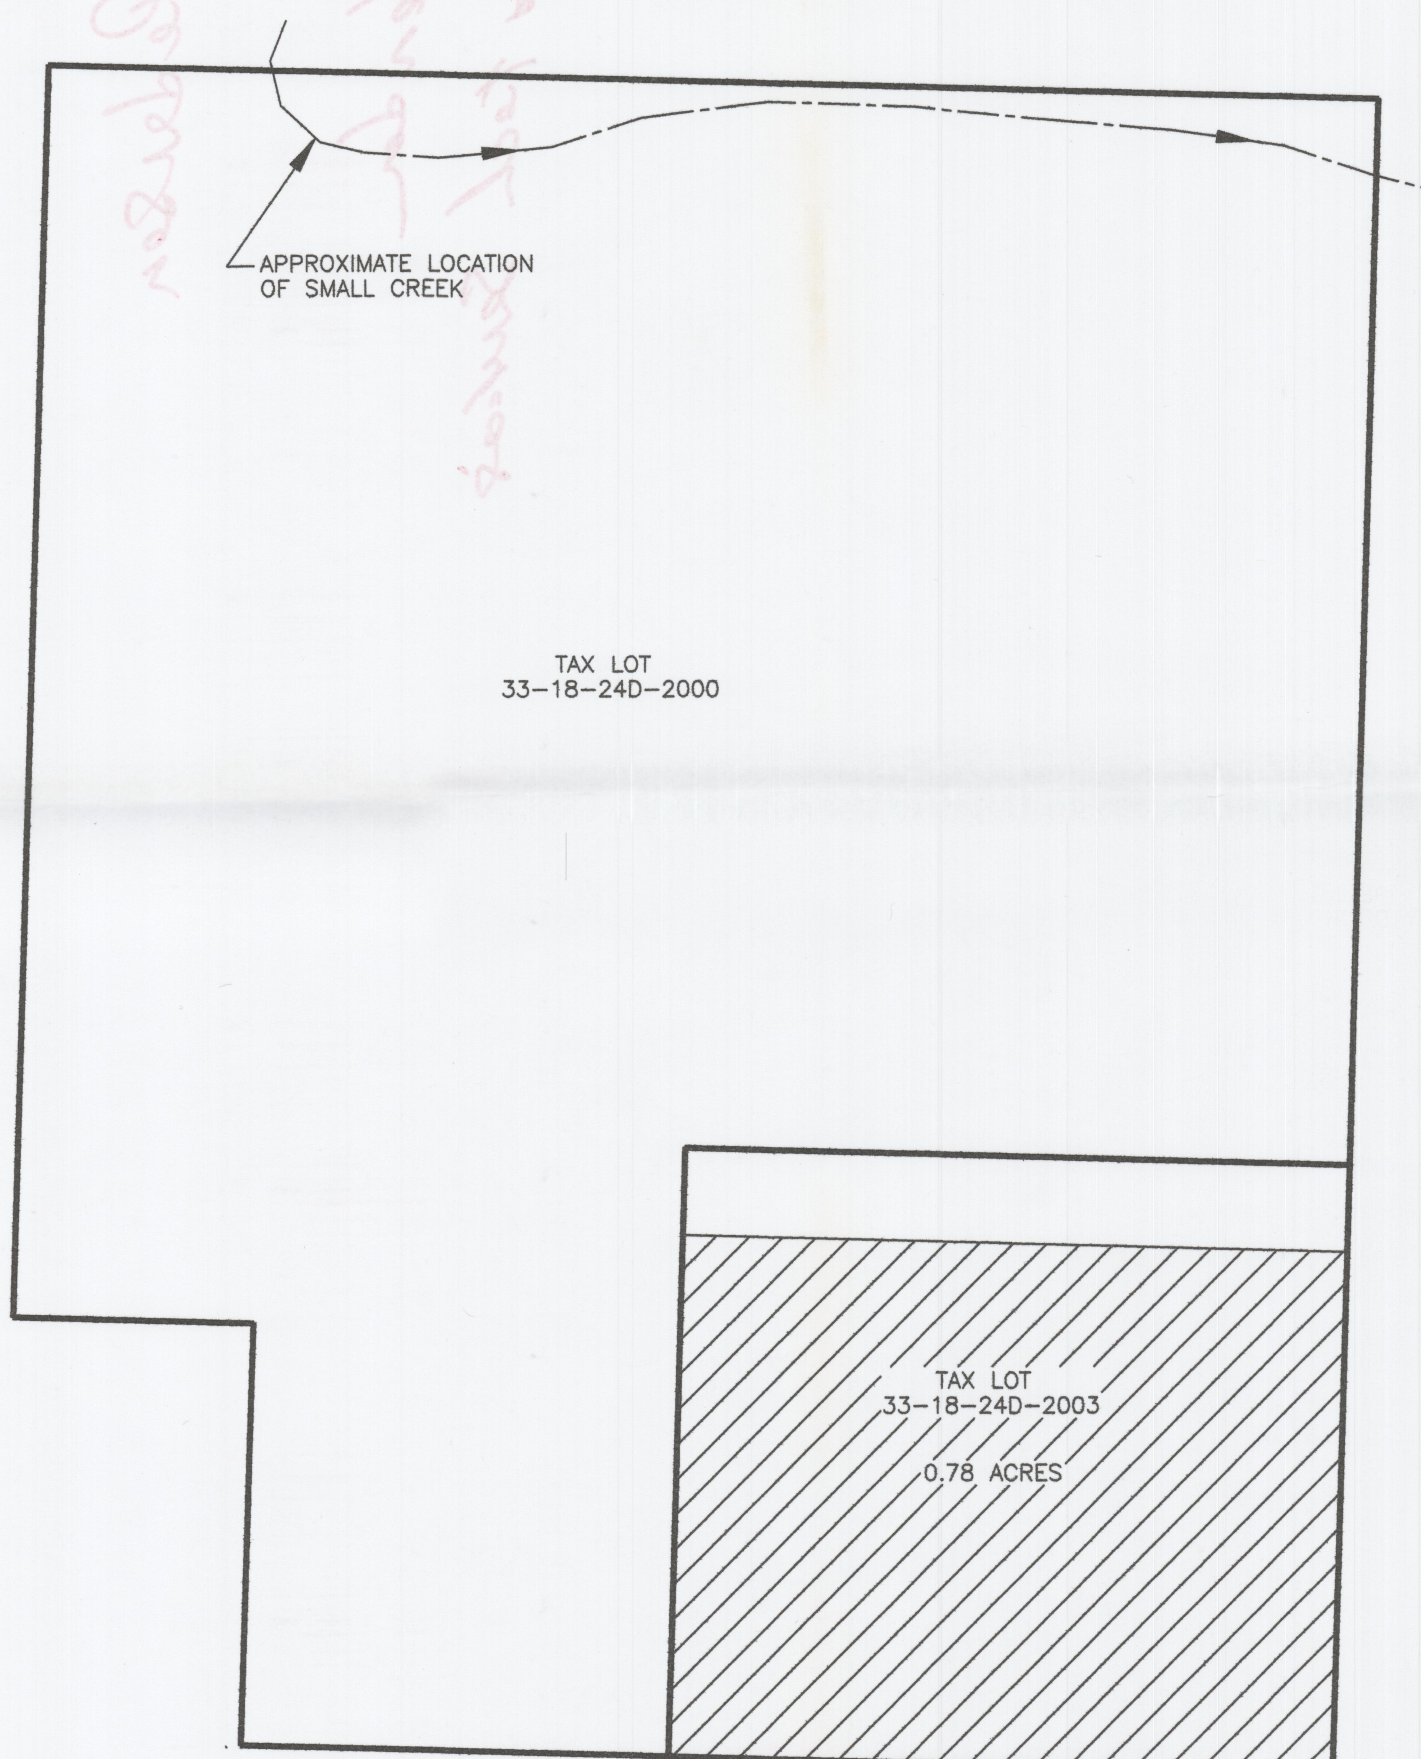 APPROXIMATE LOCATION
OF SMALL CREEK
TAX LOT
33-18-24D-2000
TAX LOT
33-18-24D-2003
0.78 ACRES